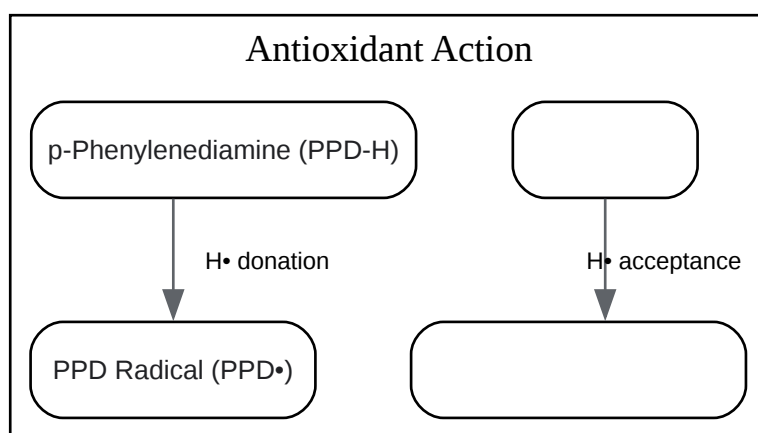 Antioxidant Action
p-Phenylenediamine (PPD-H)
H• donation
H• acceptance
PPD Radical (PPD•)